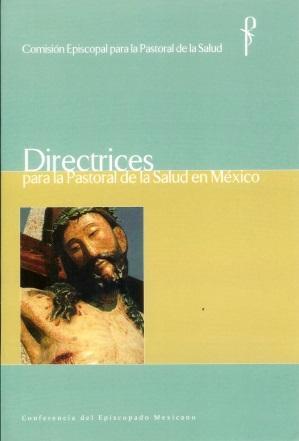 Comisión Episcopal para la Pastoral de la Salud
Directrices
para la Pastoral de la Salud en México
Conferencia del Episcopado Mexicano